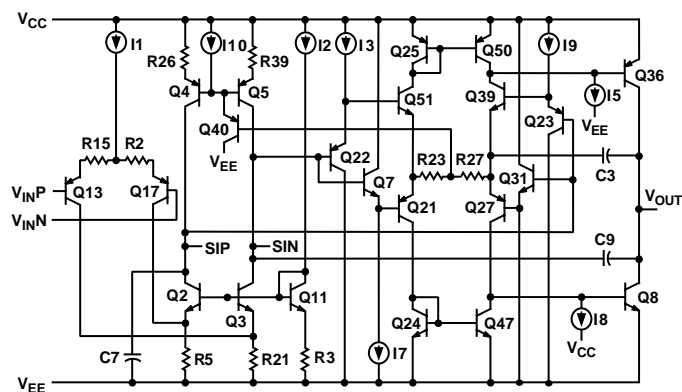 VCC
I1
I10
I2
I3
Q25
Q50
I9
R26
R39
Q36
Q4
Q5
Q51
Q39
I5
Q40
Q23
VEE
R15
R2
VEE
Q22
R23
R27
Q31
C3
VINP
Q13
Q17
Q7
Q21
Q27
VOUT
VINN
SIP
SIN
C9
Q2
Q3
Q11
Q24
Q47
Q8
I8
C7
R5
R21
R3
I7
VCC
VEE